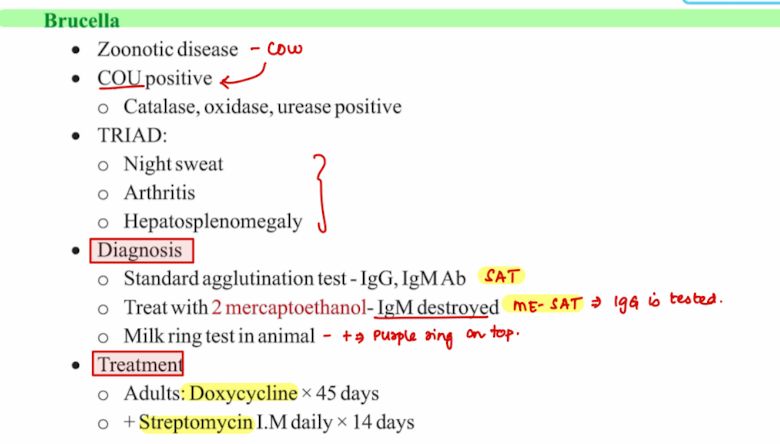 Brucella
• Zoonotic disease - cow
• COU positive
o Catalase, oxidase, urease positive
• TRIAD:
o Night sweat
o Arthritis
o Hepatosplenomegaly
• Diagnosis
o Standard agglutination test - IgG, IgM Ab SAT
o Treat with 2 mercaptoethanol- IgM destroyed ME- SAT ⇒ IgG is tested.
o Milk ring test in animal - +⇒ Purple ring on top.
• Treatment
o Adults: Doxycycline × 45 days
o + Streptomycin I.M daily × 14 days